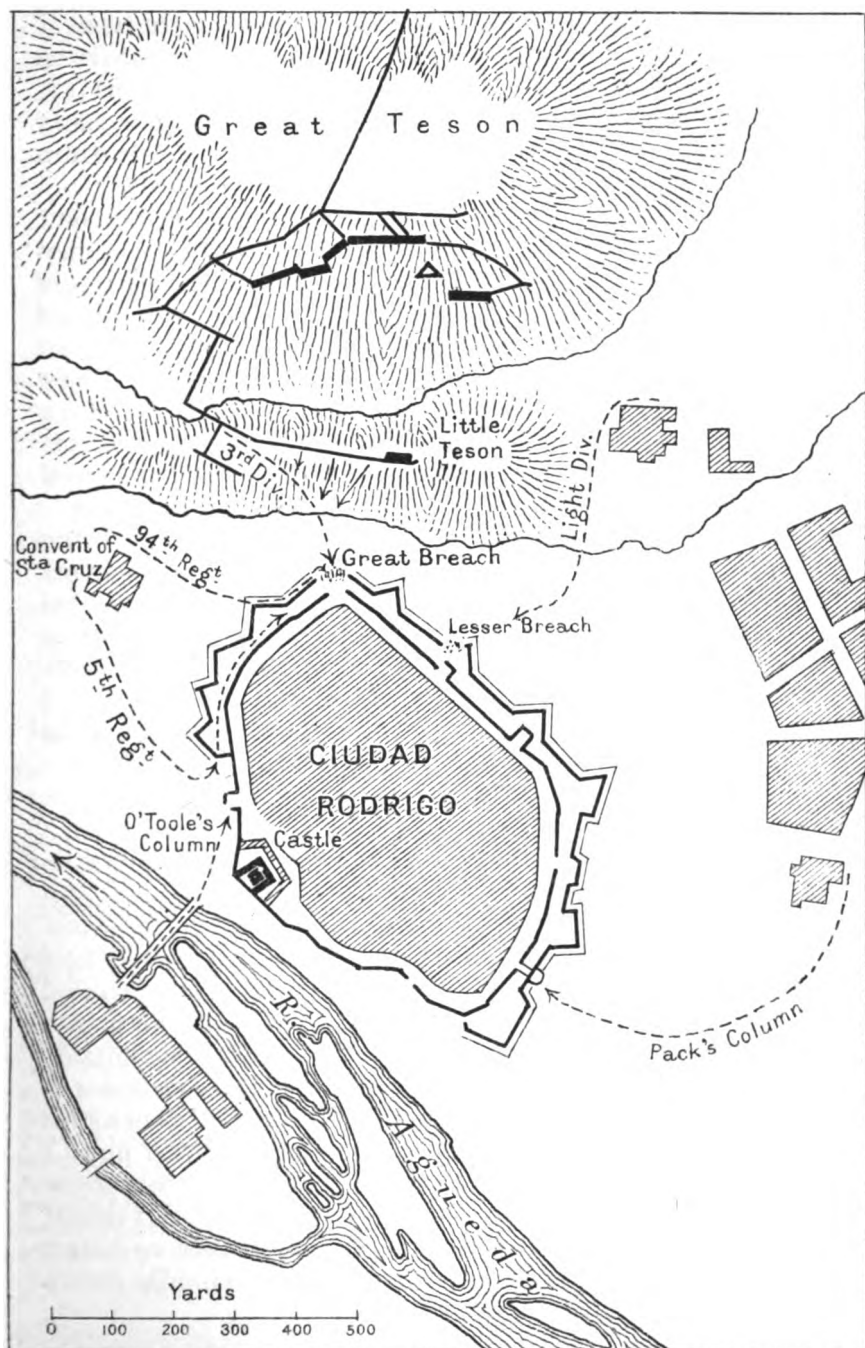 Great Teson
Little
Teson
3rd Div.
Light Div.
Convent of
Sta Cruz
94th Regt
Great Breach
Lesser Breach
5th Regt
CIUDAD
RODRIGO
O'Toole's
Column
Castle
Pack's Column
R. Agueda
Yards
0 100 200 300 400 500